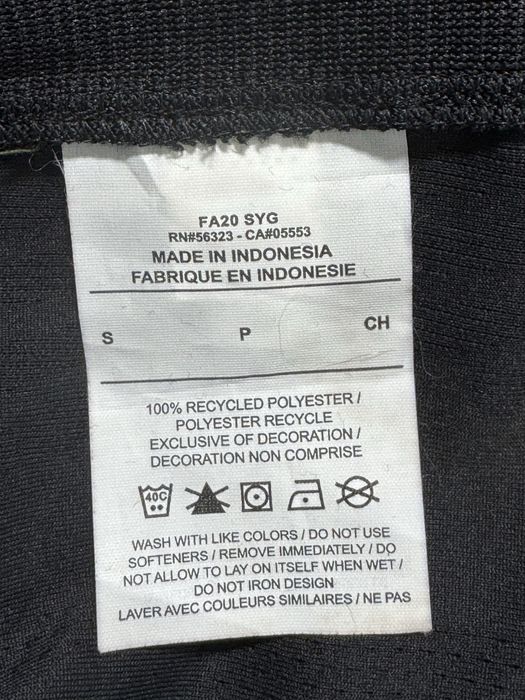 FA20 SYG
RN#56323 - CA#05553
MADE IN INDONESIA
FABRIQUE EN INDONESIE
S P CH
100% RECYCLED POLYESTER /
POLYESTER RECYCLE
EXCLUSIVE OF DECORATION /
DECORATION NON COMPRISE
40C
WASH WITH LIKE COLORS / DO NOT USE
SOFTENERS / REMOVE IMMEDIATELY / DO
NOT ALLOW TO LAY ON ITSELF WHEN WET /
DO NOT IRON DESIGN
LAVER AVEC COULEURS SIMILAIRES / NE PAS